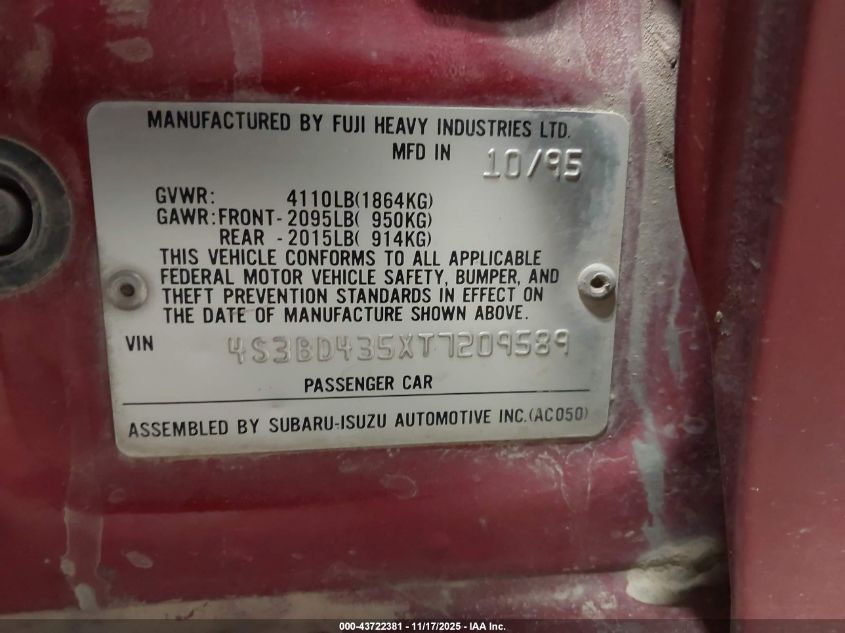 MANUFACTURED BY FUJI HEAVY INDUSTRIES LTD.
MFD IN 10/95
GVWR: 4110LB(1864KG)
GAWR:FRONT-2095LB( 950KG)
REAR -2015LB( 914KG)
THIS VEHICLE CONFORMS TO ALL APPLICABLE
FEDERAL MOTOR VEHICLE SAFETY, BUMPER, AND
THEFT PREVENTION STANDARDS IN EFFECT ON
THE DATE OF MANUFACTURE SHOWN ABOVE.
VIN 4S3BD435XT7209589
PASSENGER CAR
ASSEMBLED BY SUBARU-ISUZU AUTOMOTIVE INC.(AC050)
000-43722381 - 11/17/2025 - IAA Inc.